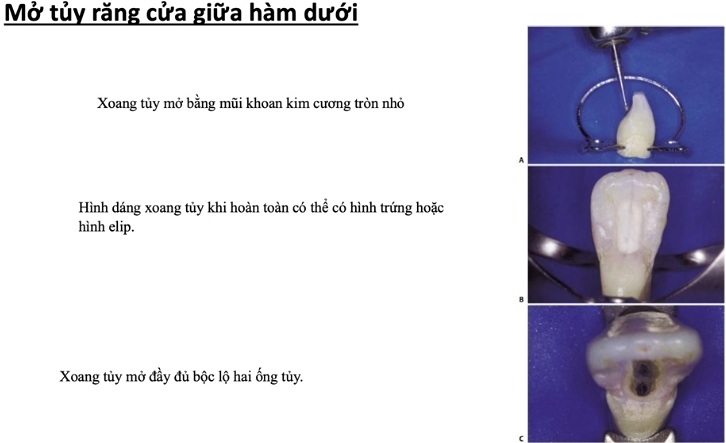 Mở tủy răng cửa giữa hàm dưới
Xoang tủy mở bằng mũi khoan kim cương tròn nhỏ
A
Hình dáng xoang tủy khi hoàn toàn có thể có hình trứng hoặc
hình elip.
B
Xoang tủy mở đầy đủ bộc lộ hai ống tủy.
C